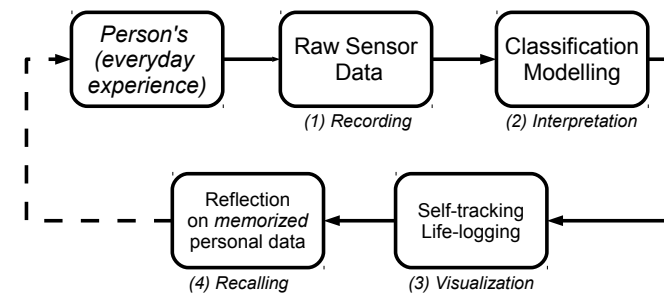 Person's
(everyday
experience)
Raw Sensor
Data
(1) Recording
Classification
Modelling
(2) Interpretation
Self-tracking
Life-logging
(3) Visualization
Reflection
on memorized
personal data
(4) Recalling